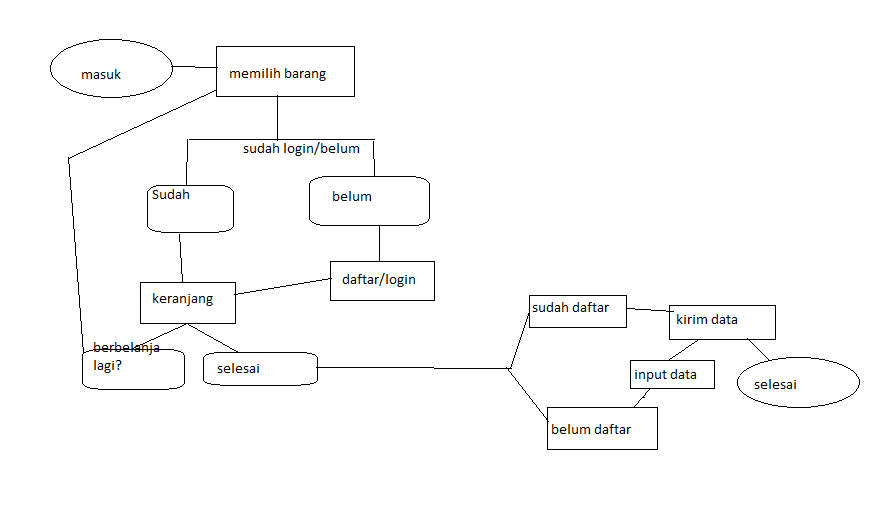 masuk
memilih barang
sudah login/belum
Sudah
belum
daftar/login
keranjang
berbelanja
lagi?
selesai
sudah daftar
kirim data
input data
selesai
belum daftar